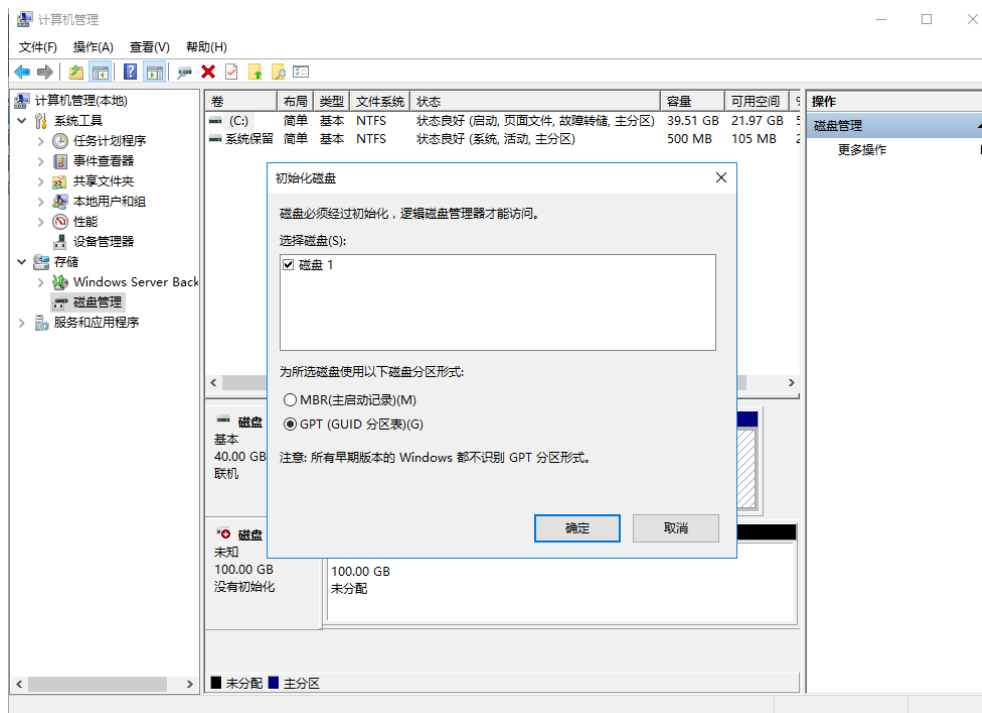 计算机管理
文件(F) 操作(A) 查看(V) 帮助(H)
计算机管理(本地)
系统工具
任务计划程序
事件查看器
共享文件夹
本地用户和组
性能
设备管理器
存储
Windows Server Back
磁盘管理
服务和应用程序
卷 布局 类型 文件系统 状态 容量 可用空间
(C:) 简单 基本 NTFS 状态良好 (启动, 页面文件, 故障转储, 主分区) 39.51 GB 21.97 GB
系统保留 简单 基本 NTFS 状态良好 (系统, 活动, 主分区) 500 MB 105 MB
操作
磁盘管理
更多操作
初始化磁盘
磁盘必须经过初始化，逻辑磁盘管理器才能访问。
选择磁盘(S):
磁盘 1
为所选磁盘使用以下磁盘分区形式:
MBR(主启动记录)(M)
GPT (GUID 分区表)(G)
注意: 所有早期版本的 Windows 都不识别 GPT 分区形式。
确定 取消
磁盘
基本
40.00 GB
联机
磁盘
未知
100.00 GB
没有初始化
100.00 GB
未分配
未分配 主分区